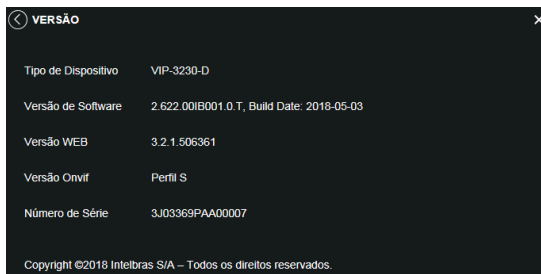 VERSÃO
Tipo de Dispositivo VIP-3230-D
Versão de Software 2.622.00IB001.0.T, Build Date: 2018-05-03
Versão WEB 3.2.1.506361
Versão Onvif Perfil S
Número de Série 3J03369PAA00007
Copyright ©2018 Intelbras S/A – Todos os direitos reservados.